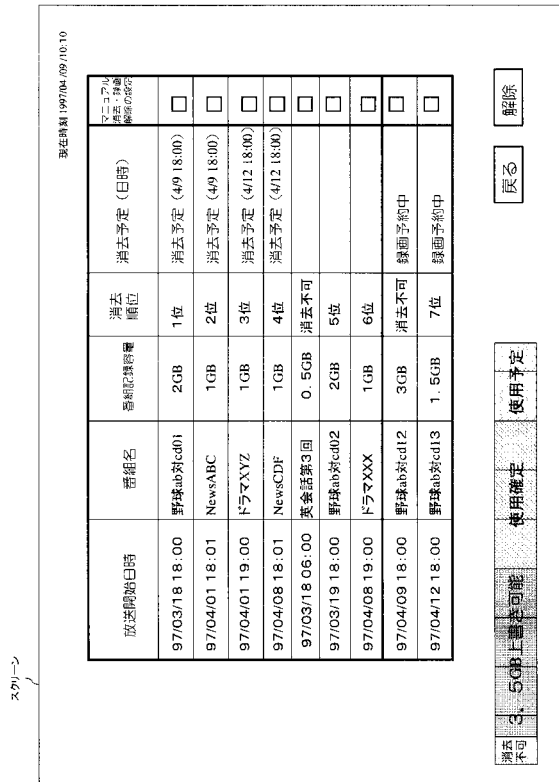 スクリーン
現在時刻 1997/04/09/10:10
放送開始日時 番組名 番組記録容量 消去順位 消去予定（日時） マニュアル消去・録画解除の設定
97/03/18 18:00 野球ab対cd01 2GB 1位 消去予定（4/9 18:00） □
97/04/01 18:01 NewsABC 1GB 2位 消去予定（4/9 18:00） □
97/04/01 19:00 ドラマXYZ 1GB 3位 消去予定（4/12 18:00） □
97/04/08 18:01 NewsCDF 1GB 4位 消去予定（4/12 18:00） □
97/03/18 06:00 英会話第3回 0.5GB 消去不可 □
97/03/19 18:00 野球ab対cd02 2GB 5位 □
97/04/08 19:00 ドラマXXX 1GB 6位 □
97/04/09 18:00 野球ab対cd12 3GB 消去不可 録画予約中 □
97/04/12 18:00 野球ab対cd13 1.5GB 7位 録画予約中 □
消去不可 3.5GB上書き可能 使用確定 使用予定 戻る 解除